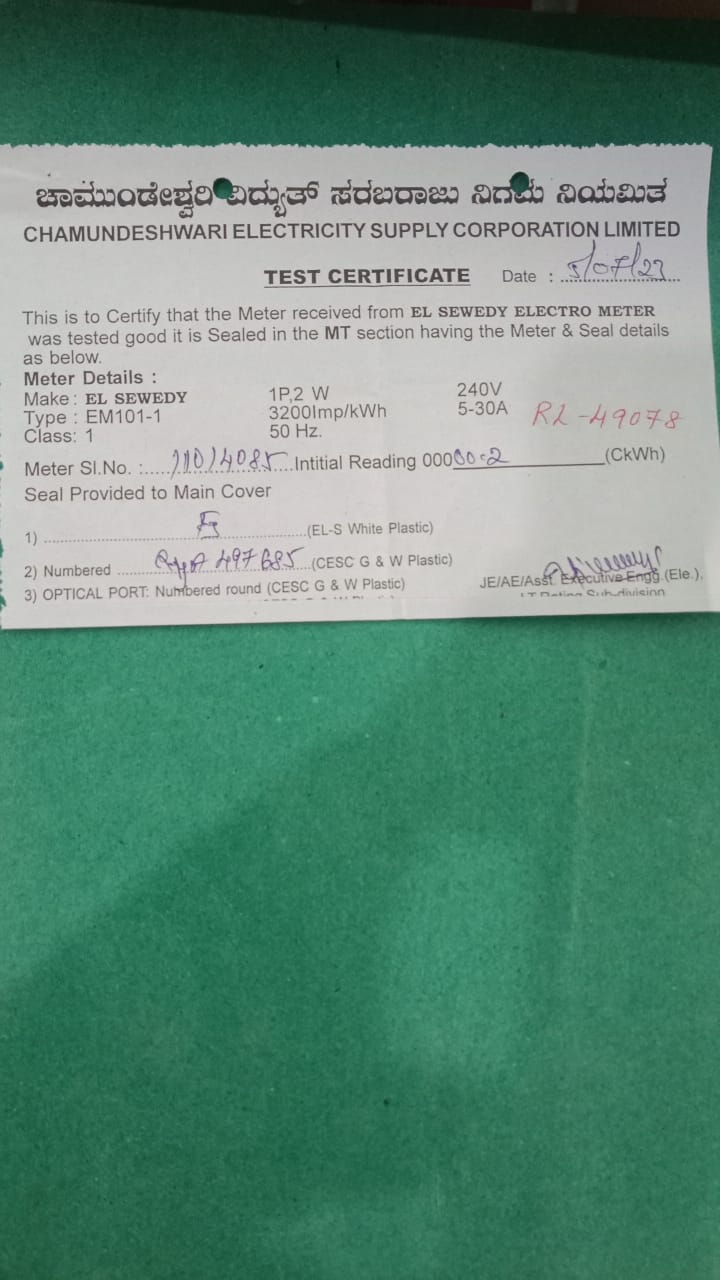 ಚಾಮುಂಡೇಶ್ವರಿ ವಿದ್ಯುತ್ ಸರಬರಾಜು ನಿಗಮ ನಿಯಮಿತ
CHAMUNDESHWARI ELECTRICITY SUPPLY CORPORATION LIMITED
TEST CERTIFICATE Date : 5/07/23
This is to Certify that the Meter received from EL SEWEDY ELECTRO METER
was tested good it is Sealed in the MT section having the Meter & Seal details
as below.
Meter Details :
Make : EL SEWEDY 1P,2 W 240V
Type : EM101-1 3200Imp/kWh 5-30A RL-49078
Class: 1 50 Hz.
Meter Sl.No. : Intitial Reading 00000.2 (CkWh)
Seal Provided to Main Cover
1) (EL-S White Plastic)
2) Numbered (CESC G & W Plastic)
3) OPTICAL PORT: Numbered round (CESC G & W Plastic) JE/AE/Asst. Executive Engg.(Ele.),